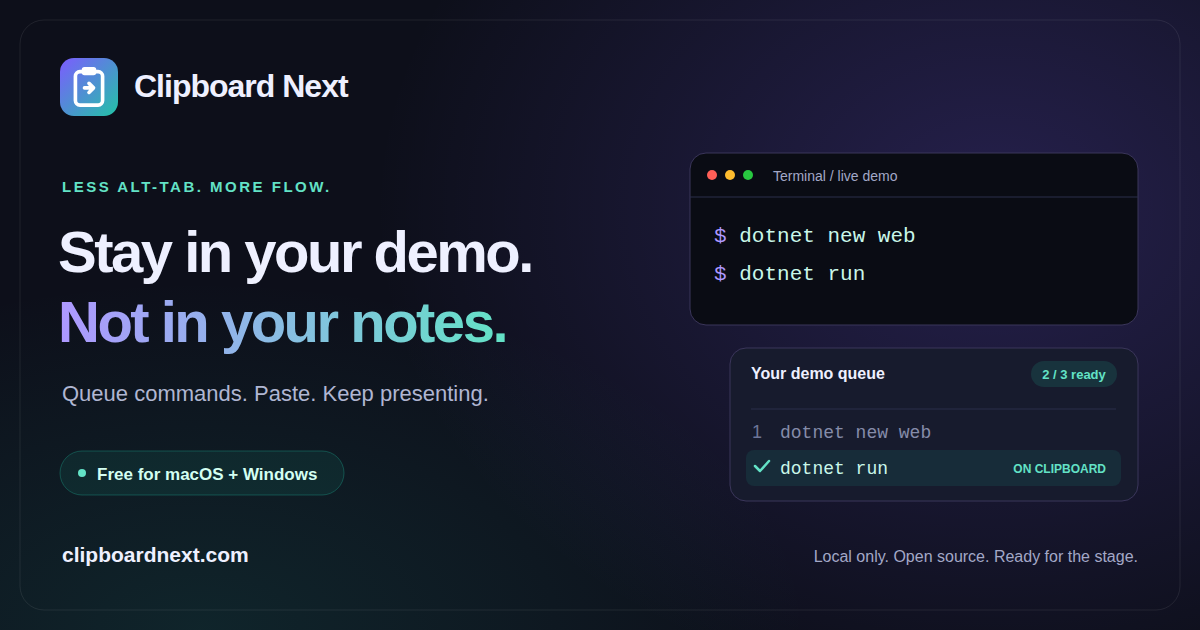 Clipboard Next
LESS ALT-TAB. MORE FLOW.
Stay in your demo.
Not in your notes.
Queue commands. Paste. Keep presenting.
Free for macOS + Windows
clipboardnext.com
Terminal / live demo
$ dotnet new web
$ dotnet run
Your demo queue
2 / 3 ready
1 dotnet new web
dotnet run
ON CLIPBOARD
Local only. Open source. Ready for the stage.